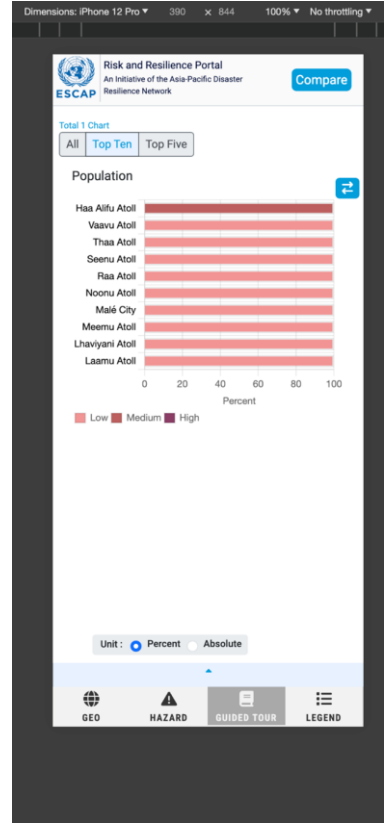 Dimensions: iPhone 12 Pro ▼ 390 × 844 100% ▼ No throttling ▼
Risk and Resilience Portal
An Initiative of the Asia-Pacific Disaster
Resilience Network
ESCAP
Compare
Total 1 Chart
All Top Ten Top Five
Population
Haa Alifu Atoll
Vaavu Atoll
Thaa Atoll
Seenu Atoll
Raa Atoll
Noonu Atoll
Malé City
Meemu Atoll
Lhaviyani Atoll
Laamu Atoll
0 20 40 60 80 100
Percent
Low Medium High
Unit : Percent Absolute
GEO HAZARD GUIDED TOUR LEGEND